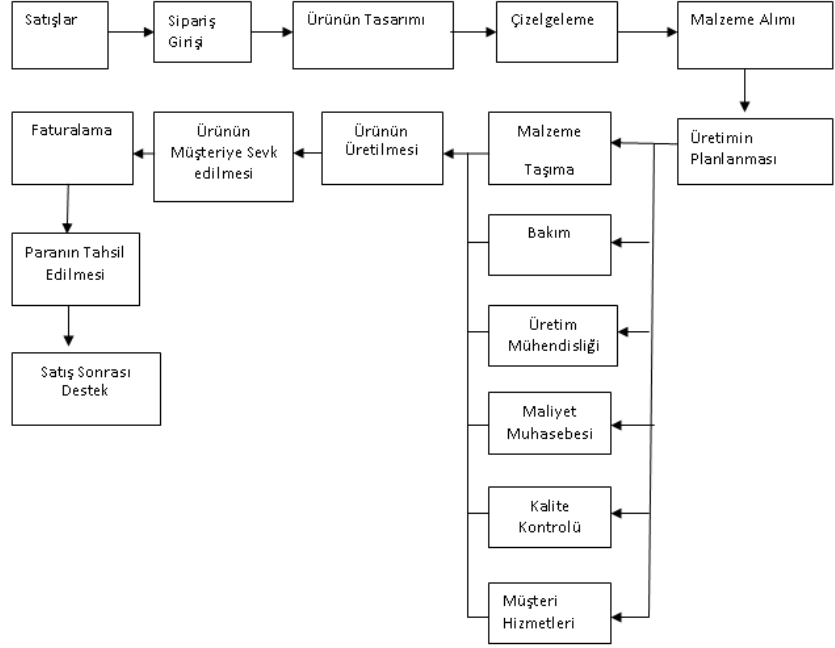 Satışlar
Sipariş
Girişi
Ürünün Tasarımı
Çizelgeleme
Malzeme Alımı
Faturalama
Ürünün
Müşteriye Sevk
edilmesi
Ürünün
Üretilmesi
Malzeme
Taşıma
Üretimin
Planlanması
Bakım
Paranın Tahsil
Edilmesi
Üretim
Mühendisliği
Satış Sonrası
Destek
Maliyet
Muhasebesi
Kalite
Kontrolü
Müşteri
Hizmetleri